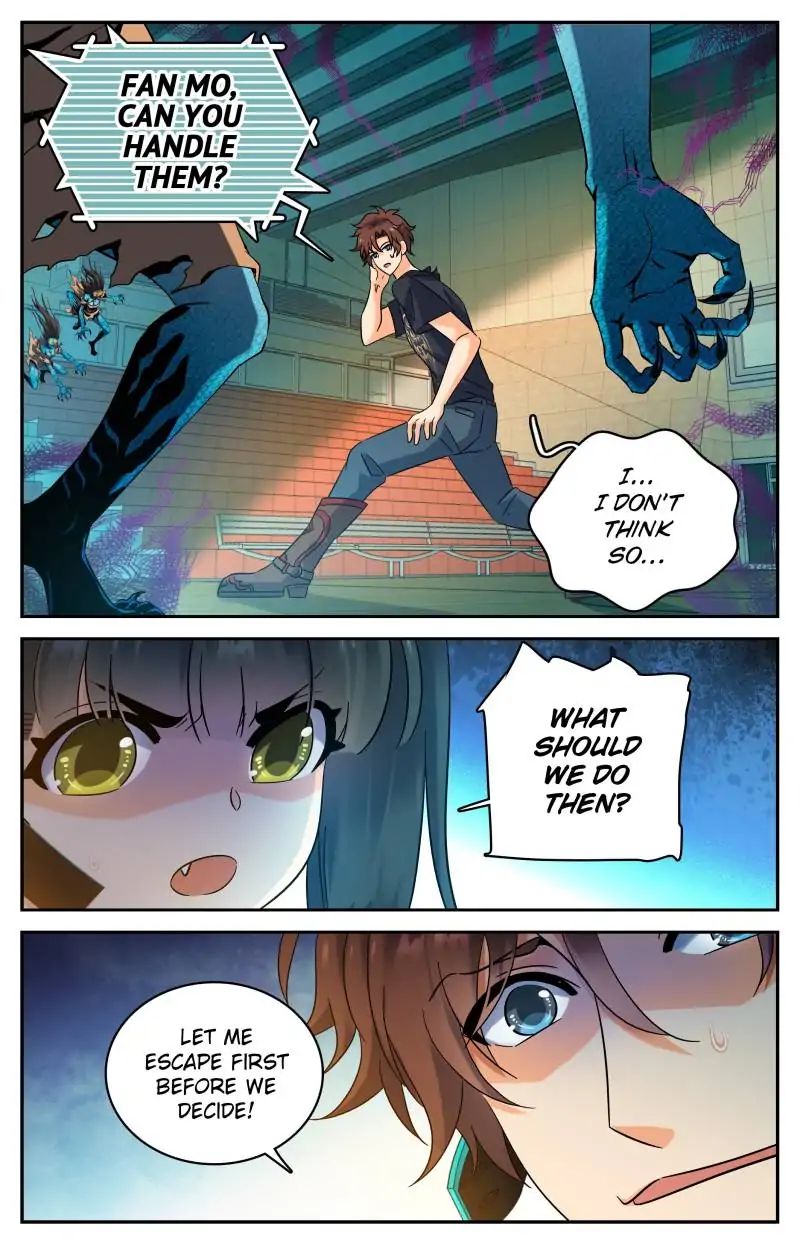 FAN MO,
CAN YOU
HANDLE
THEM?
I...
I DON'T
THINK
SO...
WHAT
SHOULD
WE DO
THEN?
LET ME
ESCAPE FIRST
BEFORE WE
DECIDE!